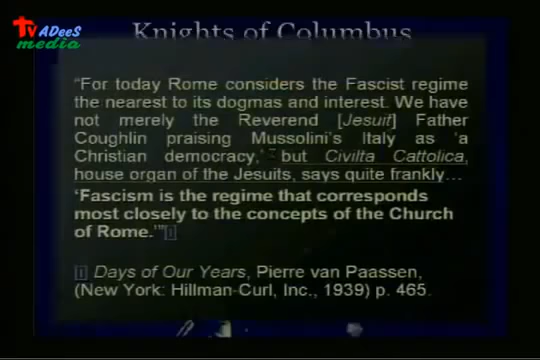 TV ADeeS
media
Knights of Columbus
“For today Rome considers the Fascist regime
the nearest to its dogmas and interest. We have
not merely the Reverend [Jesuit] Father
Coughlin praising Mussolini’s Italy as ‘a
Christian democracy,’ but Civilta Cattolica,
house organ of the Jesuits, says quite frankly…
‘Fascism is the regime that corresponds
most closely to the concepts of the Church
of Rome.’”[i]
[i] Days of Our Years, Pierre van Paassen,
(New York: Hillman-Curl, Inc., 1939) p. 465.